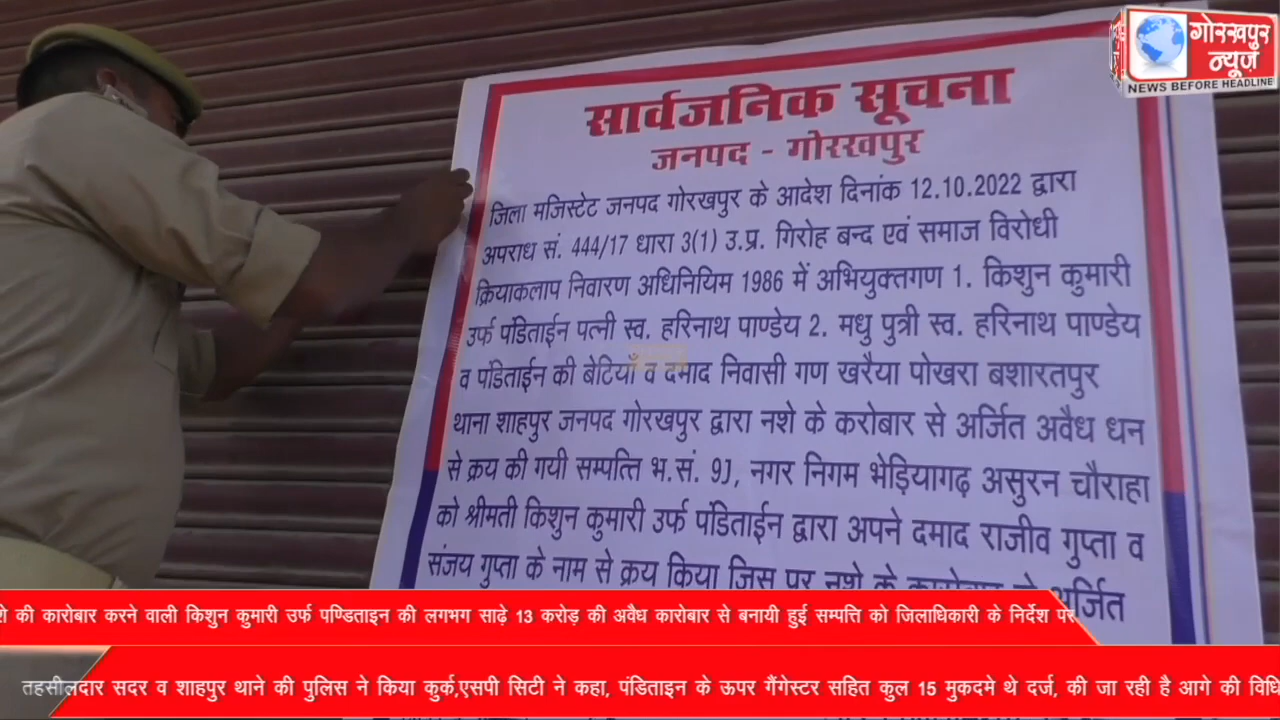 गोरखपुर
न्यूज़
NEWS BEFORE HEADLINE
सार्वजनिक सूचना
जनपद - गोरखपुर
जिला मजिस्टेट जनपद गोरखपुर के आदेश दिनांक 12.10.2022 द्वारा
अपराध सं. 444/17 धारा 3(1) उ.प्र. गिरोह बन्द एवं समाज विरोधी
क्रियाकलाप निवारण अधिनियिम 1986 में अभियुक्तगण 1. किशुन कुमारी
उर्फ पंडिताईन पत्नी स्व. हरिनाथ पाण्डेय 2. मधु पुत्री स्व. हरिनाथ पाण्डेय
व पंडिताईन की बेटियाँ व दमाद निवासी गण खरैया पोखरा बशारतपुर
थाना शाहपुर जनपद गोरखपुर द्वारा नशे के करोबार से अर्जित अवैध धन
से क्रय की गयी सम्पत्ति भ.सं. 9J, नगर निगम भेड़ियागढ़ असुरन चौराहा
को श्रीमती किशुन कुमारी उर्फ पंडिताईन द्वारा अपने दमाद राजीव गुप्ता व
संजय गुप्ता के नाम से क्रय किया जिस पर नशे के कारोबार से अर्जित
की कारोबार करने वाली किशुन कुमारी उर्फ पण्डिताइन की लगभग साढ़े 13 करोड़ की अवैध कारोबार से बनायी हुई सम्पत्ति को जिलाधिकारी के निर्देश पर
तहसीलदार सदर व शाहपुर थाने की पुलिस ने किया कुर्क,एसपी सिटी ने कहा, पंडिताइन के ऊपर गैंगेस्टर सहित कुल 15 मुकदमे थे दर्ज, की जा रही है आगे की विधि